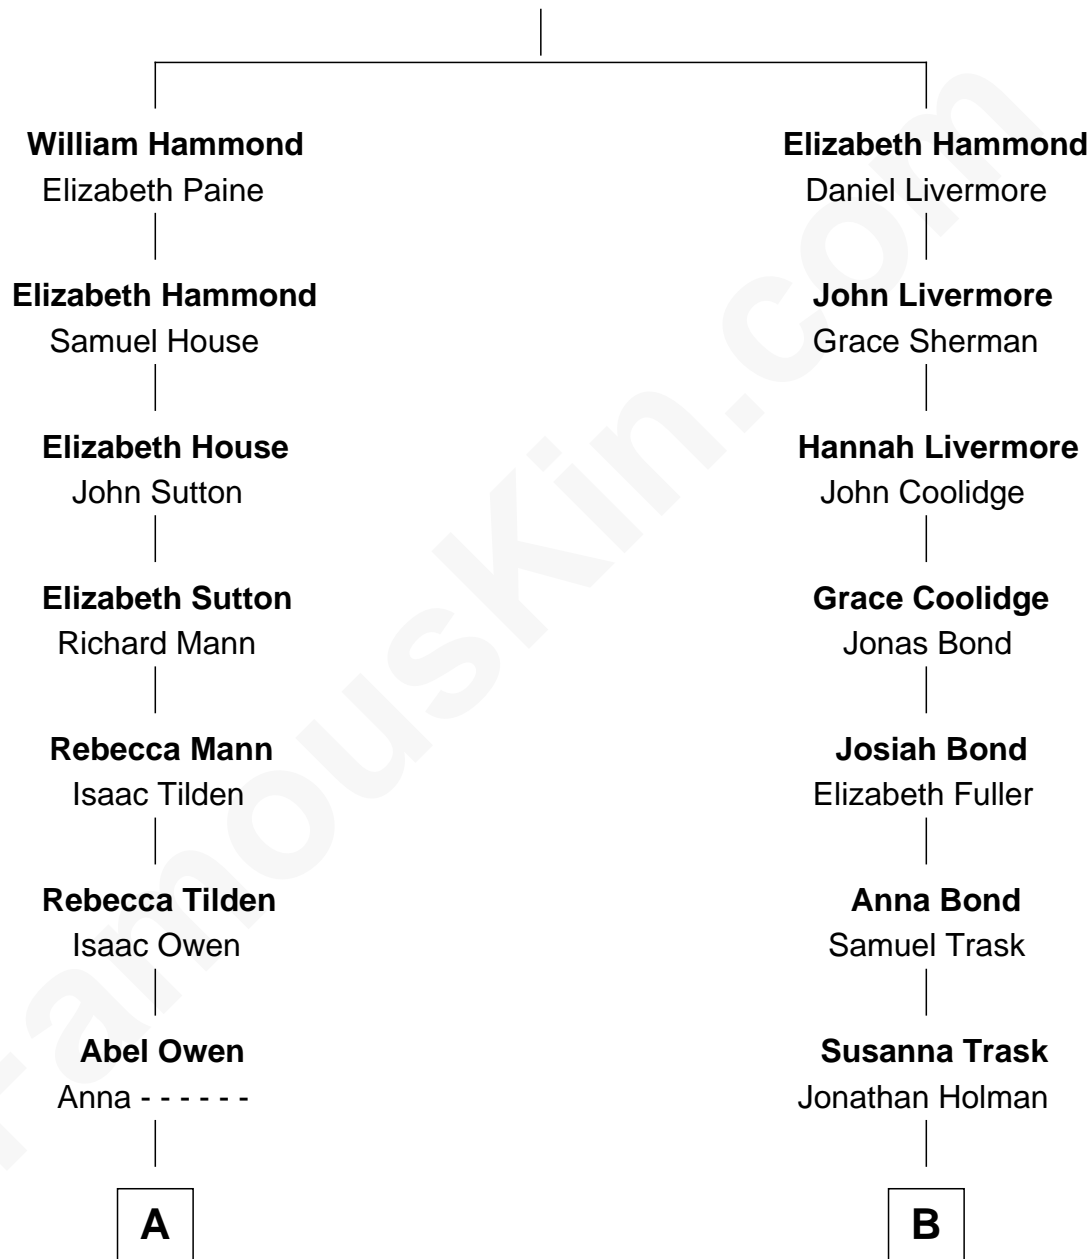 William Hammond
Elizabeth Paine
Elizabeth Hammond
Samuel House
Elizabeth House
John Sutton
Elizabeth Sutton
Richard Mann
Rebecca Mann
Isaac Tilden
Rebecca Tilden
Isaac Owen
Abel Owen
Anna - - - - - -
A
Elizabeth Hammond
Daniel Livermore
John Livermore
Grace Sherman
Hannah Livermore
John Coolidge
Grace Coolidge
Jonas Bond
Josiah Bond
Elizabeth Fuller
Anna Bond
Samuel Trask
Susanna Trask
Jonathan Holman
B
FamousKin.com